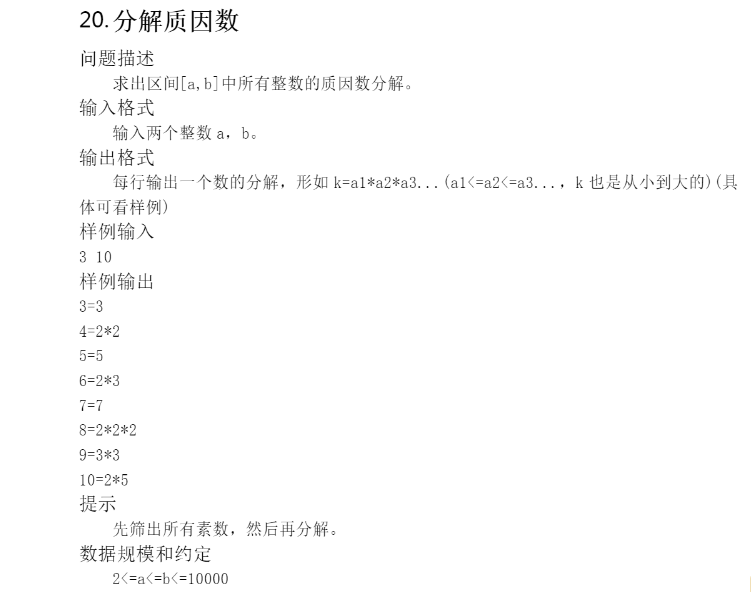 20. 分解质因数
问题描述
求出区间[a,b]中所有整数的质因数分解。
输入格式
输入两个整数 a，b。
输出格式
每行输出一个数的分解，形如 k=a1*a2*a3...(a1<=a2<=a3...，k 也是从小到大的)(具
体可看样例)
样例输入
3 10
样例输出
3=3
4=2*2
5=5
6=2*3
7=7
8=2*2*2
9=3*3
10=2*5
提示
先筛出所有素数，然后再分解。
数据规模和约定
2<=a<=b<=10000